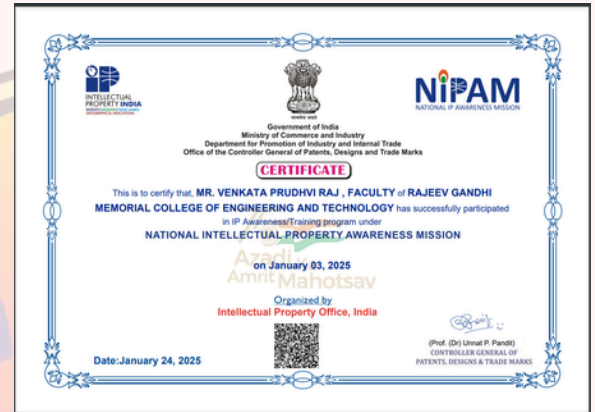 iP
INTELLECTUAL
PROPERTY INDIA
NIPAM
NATIONAL IP AWARENESS MISSION
Government of India
Ministry of Commerce and Industry
Department for Promotion of Industry and Internal Trade
Office of the Controller General of Patents, Designs and Trade Marks
CERTIFICATE
This is to certify that, MR. VENKATA PRUDHVI RAJ , FACULTY of RAJEEV GANDHI
MEMORIAL COLLEGE OF ENGINEERING AND TECHNOLOGY has successfully participated
in IP Awareness/Training program under
NATIONAL INTELLECTUAL PROPERTY AWARENESS MISSION
Azadi Ka
Amrit Mahotsav
on January 03, 2025
Organized by
Intellectual Property Office, India
Date:January 24, 2025
(Prof. (Dr) Unnat P. Pandit)
CONTROLLER GENERAL OF
PATENTS, DESIGNS & TRADE MARKS